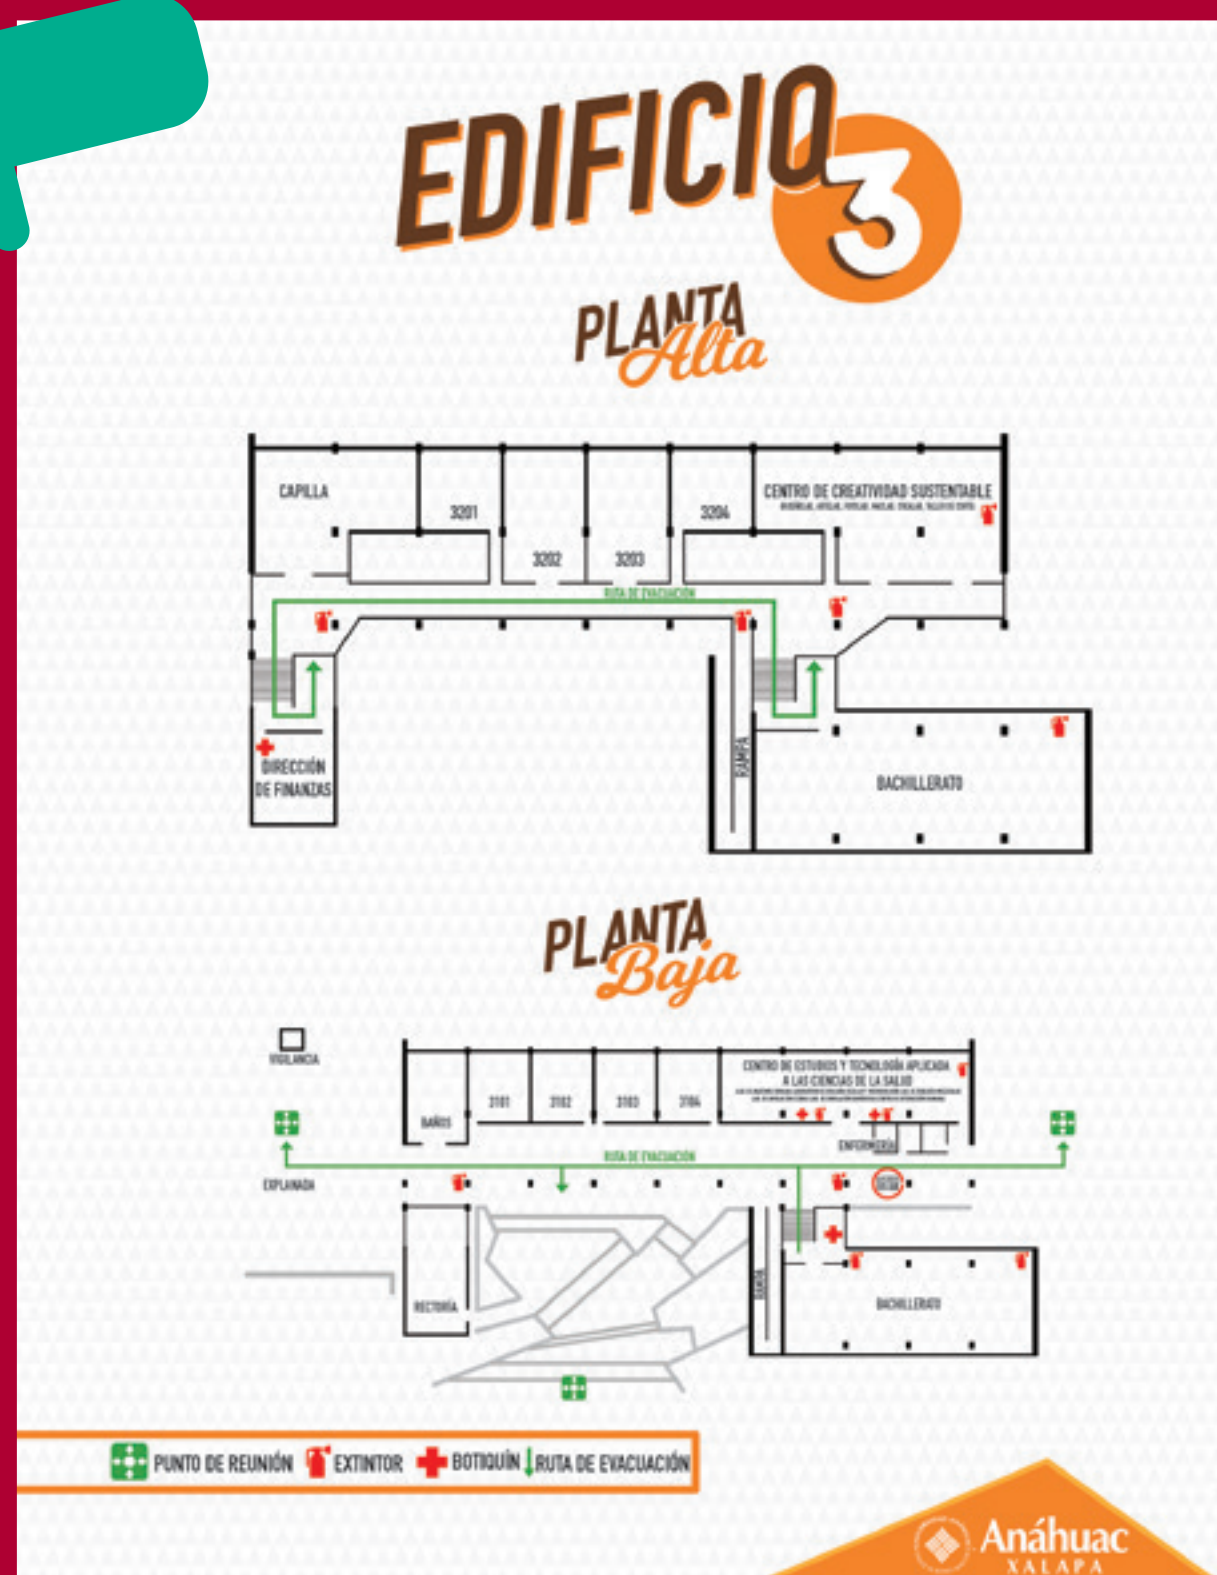 EDIFICIO 3
PLANTA
Alta
CAPILLA
3201
3202
3203
3204
CENTRO DE CREATIVIDAD SUSTENTABLE
RUTA DE EVACUACIÓN
DIRECCIÓN
DE FINANZAS
RAMPA
BACHILLERATO
PLANTA
Baja
VIGILANCIA
BAÑOS
3101
3102
3103
3104
CENTRO DE ESTUDIOS Y TECNOLOGÍA APLICADA
A LAS CIENCIAS DE LA SALUD
ENFERMERÍA
RUTA DE EVACUACIÓN
EXPLANADA
RECTORÍA
RAMPA
BACHILLERATO
PUNTO DE REUNIÓN
EXTINTOR
BOTIQUÍN
RUTA DE EVACUACIÓN
Anáhuac
XALAPA